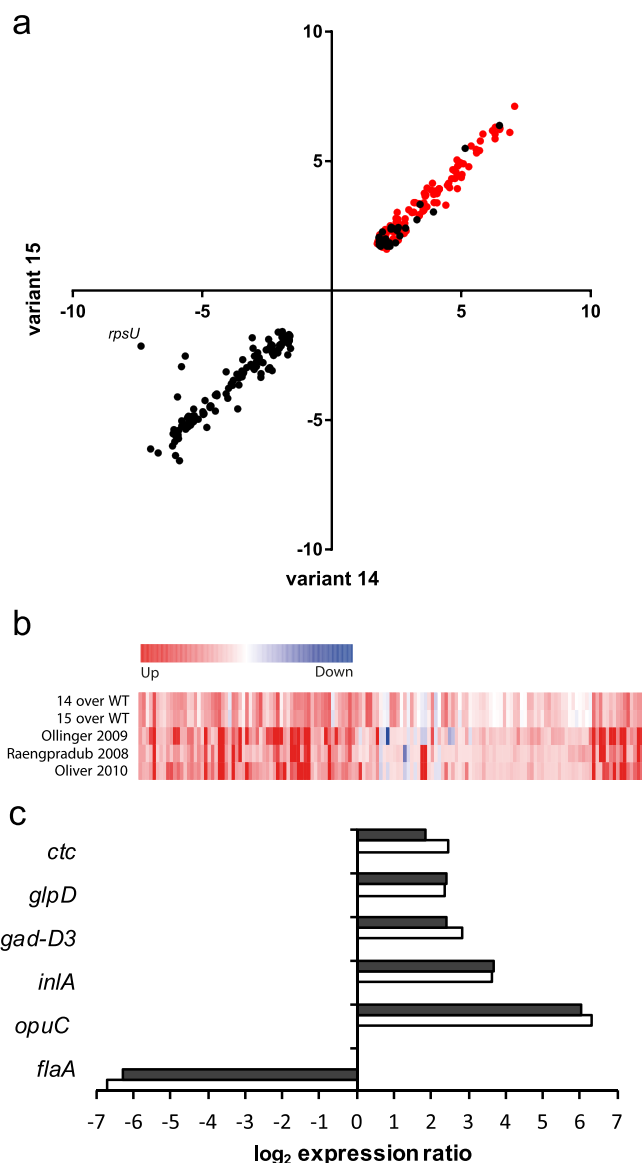 a
10
5
-10
-5
5
10
rpsU
-5
-10
variant 15
variant 14
b
Up
Down
14 over WT
15 over WT
Ollinger 2009
Raengpradub 2008
Oliver 2010
c
ctc
glpD
gad-D3
inlA
opuC
flaA
-7 -6 -5 -4 -3 -2 -1 0 1 2 3 4 5 6 7
log2 expression ratio